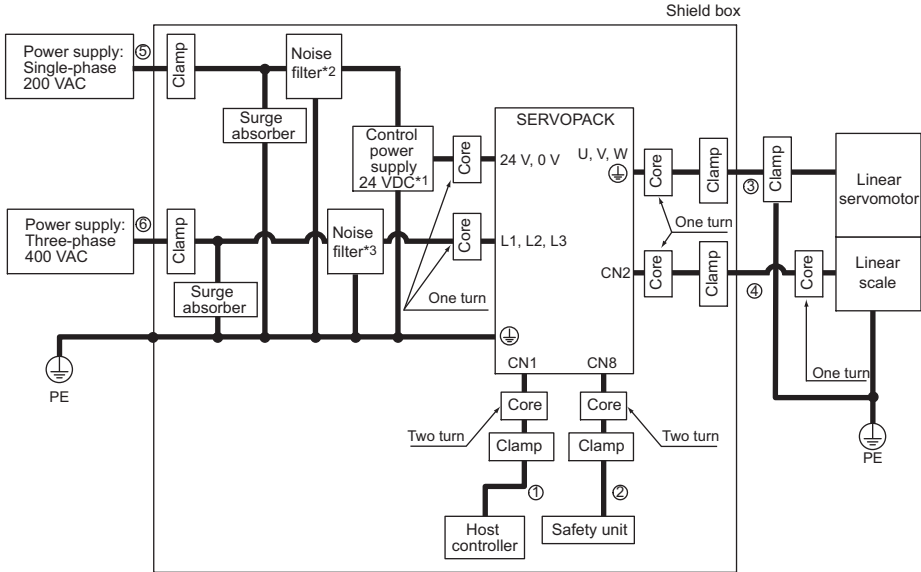 Shield box
Power supply:
Single-phase
200 VAC
⑤
Clamp
Noise
filter*2
Surge
absorber
Control
power
supply
24 VDC*1
Core
SERVOPACK
24 V, 0 V
U, V, W
Core
Clamp
③
Clamp
Linear
servomotor
Power supply:
Three-phase
400 VAC
⑥
Clamp
Noise
filter*3
Core
L1, L2, L3
One turn
One turn
CN2
Core
Clamp
④
Core
Linear
scale
Surge
absorber
One turn
PE
CN1
CN8
Core
Core
Two turn
Two turn
Clamp
Clamp
PE
①
②
Host
controller
Safety unit